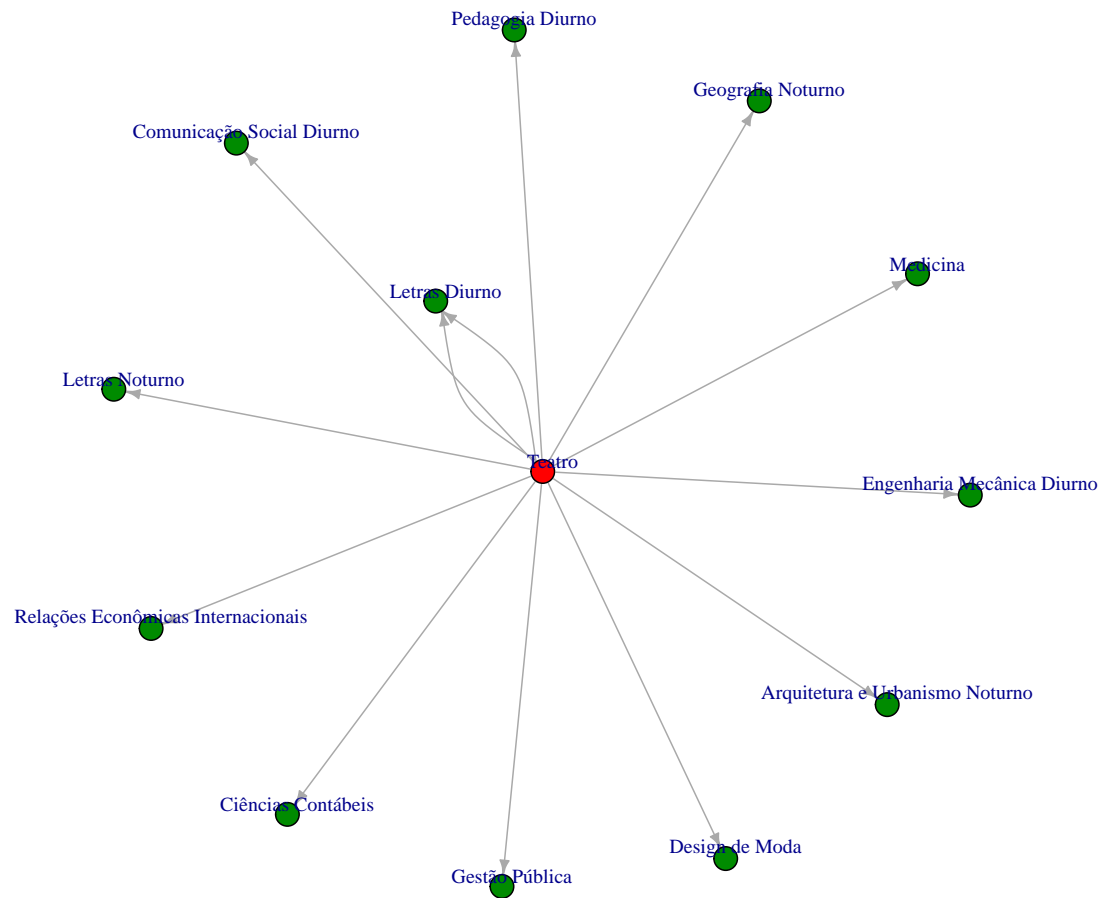 Pedagogia Diurno
Geografia Noturno
Comunicação Social Diurno
Medicina
Letras Diurno
Letras Noturno
Teatro
Engenharia Mecânica Diurno
Relações Econômicas Internacionais
Arquitetura e Urbanismo Noturno
Ciências Contábeis
Design de Moda
Gestão Pública